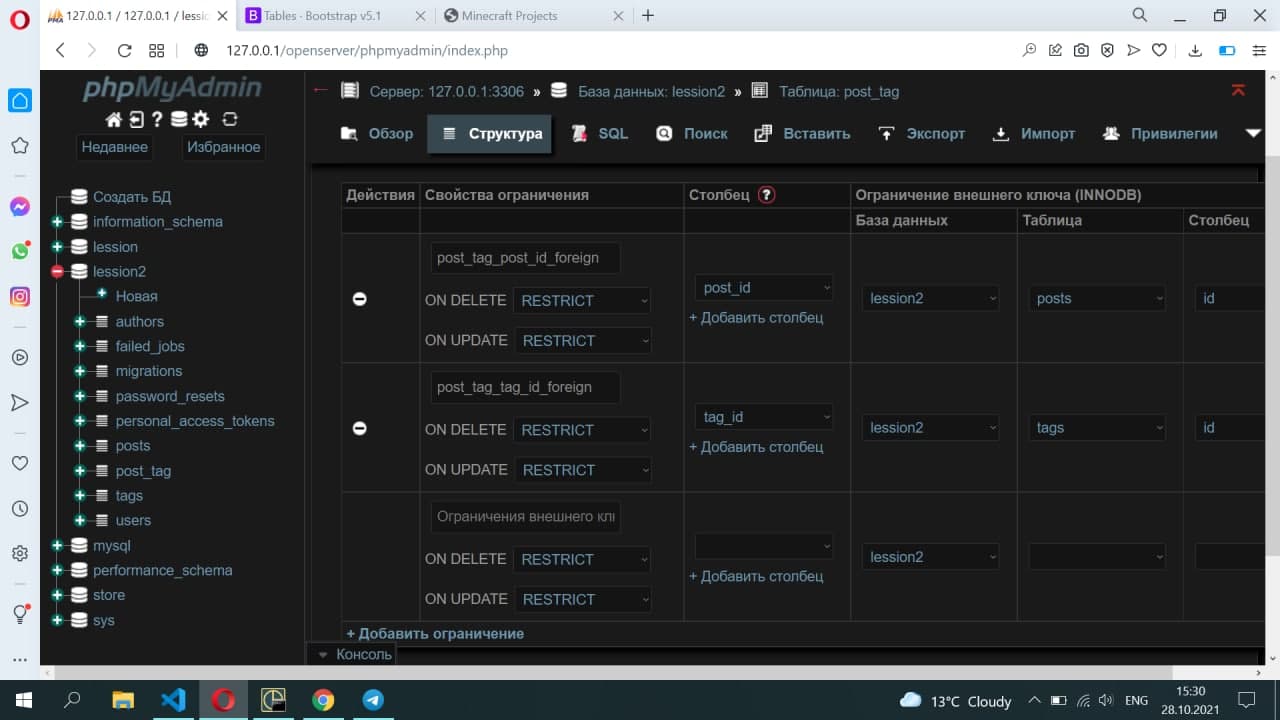 127.0.0.1 / 127.0.0.1 / lessic
Tables · Bootstrap v5.1
Minecraft Projects
127.0.0.1/openserver/phpmyadmin/index.php
phpMyAdmin
Недавнее
Избранное
Создать БД
information_schema
lession
lession2
Новая
authors
failed_jobs
migrations
password_resets
personal_access_tokens
posts
post_tag
tags
users
mysql
performance_schema
store
sys
Сервер: 127.0.0.1:3306 » База данных: lession2 » Таблица: post_tag
Обзор Структура SQL Поиск Вставить Экспорт Импорт Привилегии
Действия Свойства ограничения Столбец Ограничение внешнего ключа (INNODB)
База данных Таблица Столбец
post_tag_post_id_foreign
ON DELETE RESTRICT
ON UPDATE RESTRICT
post_id
+ Добавить столбец
lession2 posts id
post_tag_tag_id_foreign
ON DELETE RESTRICT
ON UPDATE RESTRICT
tag_id
+ Добавить столбец
lession2 tags id
Ограничения внешнего клю
ON DELETE RESTRICT
ON UPDATE RESTRICT
+ Добавить столбец
lession2
+ Добавить ограничение
Консоль
13°C Cloudy
ENG
15:30
28.10.2021